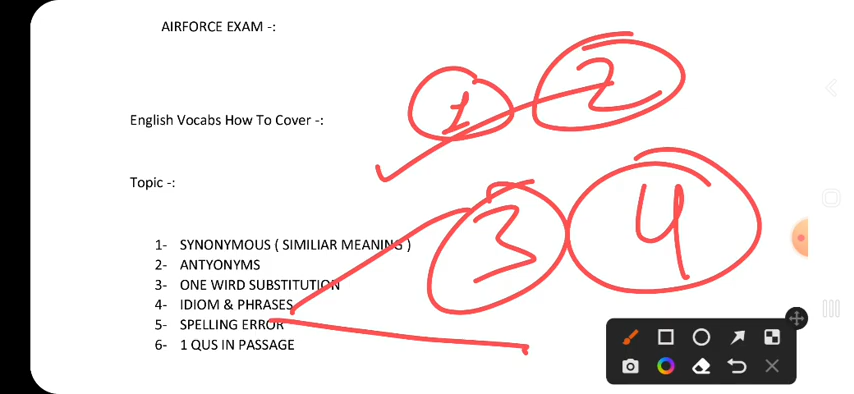 AIRFORCE EXAM -:
1 2
English Vocabs How To Cover -:
Topic -:
3 4
1- SYNONYMOUS ( SIMILIAR MEANING )
2- ANTYONYMS
3- ONE WIRD SUBSTITUTION
4- IDIOM & PHRASES
5- SPELLING ERROR
6- 1 QUS IN PASSAGE